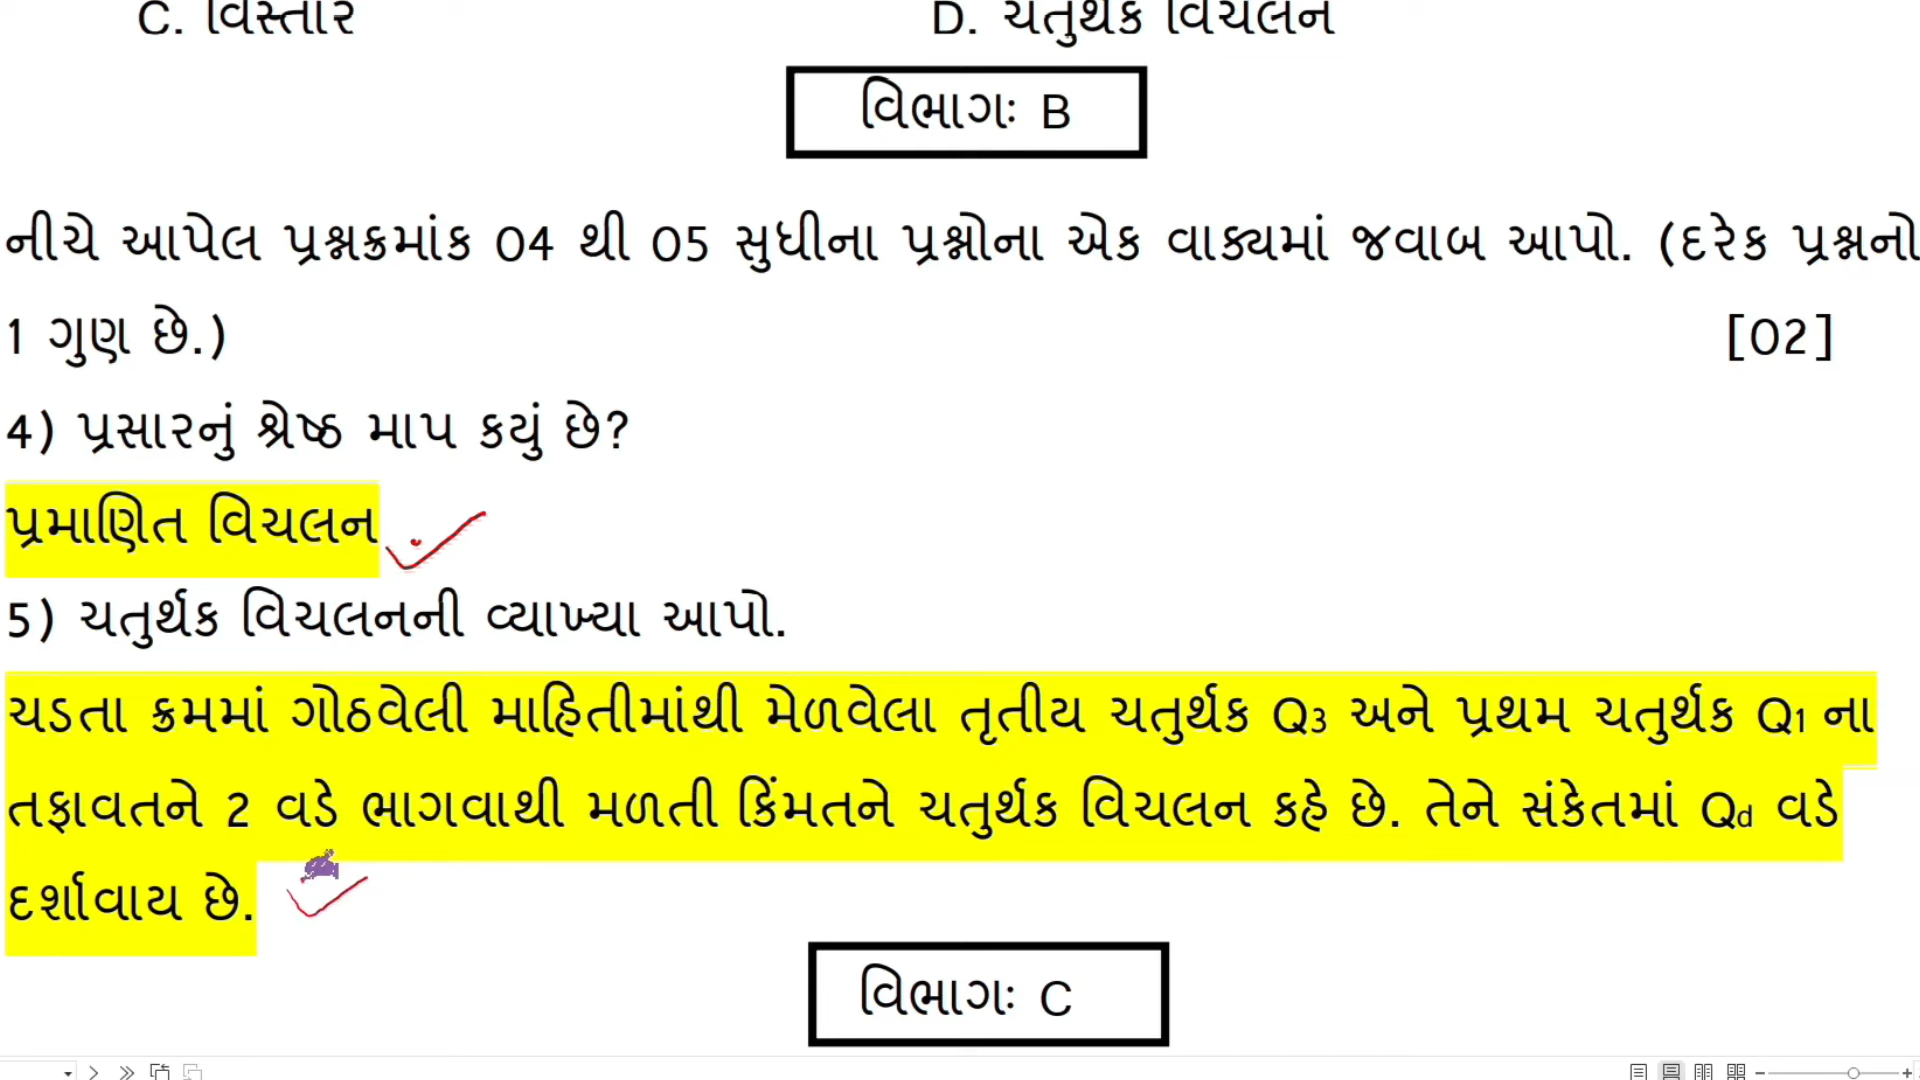 C. વિસ્તાર D. ચતુર્થક વિચલન
વિભાગઃ B
નીચે આપેલ પ્રશ્નક્રમાંક 04 થી 05 સુધીના પ્રશ્નોના એક વાક્યમાં જવાબ આપો. (દરેક પ્રશ્નનો
1 ગુણ છે.) [02]
4) પ્રસારનું શ્રેષ્ઠ માપ કયું છે?
પ્રમાણિત વિચલન
5) ચતુર્થક વિચલનની વ્યાખ્યા આપો.
ચડતા ક્રમમાં ગોઠવેલી માહિતીમાંથી મેળવેલા તૃતીય ચતુર્થક Q3 અને પ્રથમ ચતુર્થક Q1 ના
તફાવતને 2 વડે ભાગવાથી મળતી કિંમતને ચતુર્થક વિચલન કહે છે. તેને સંકેતમાં Qd વડે
દર્શાવાય છે.
વિભાગઃ C